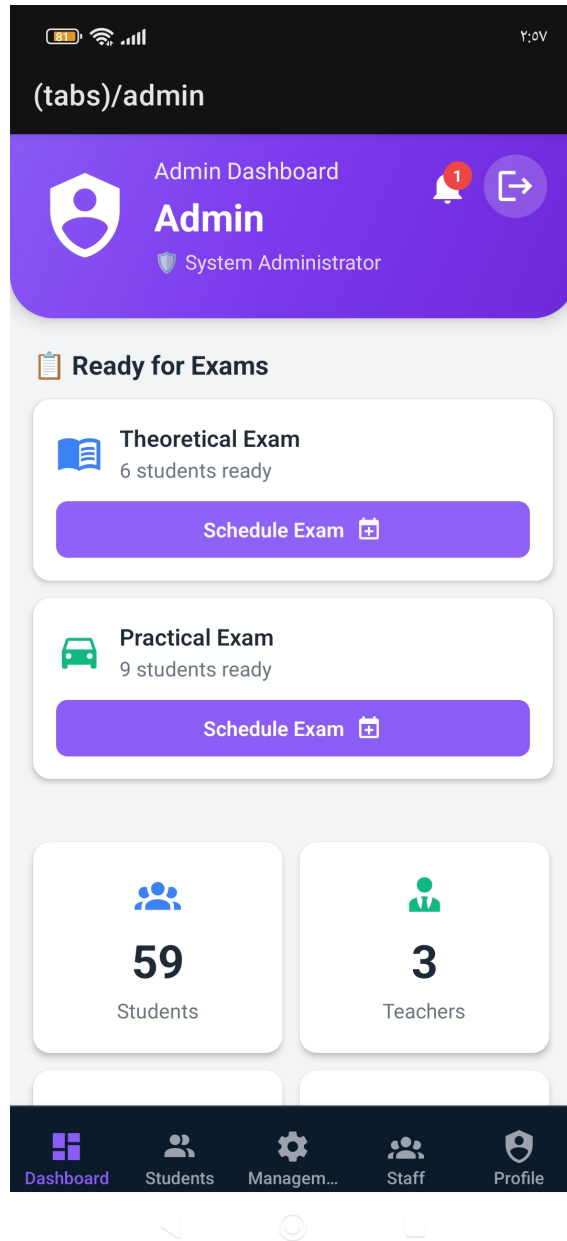 81
٢:٥٧
(tabs)/admin
Admin Dashboard
1
Admin
🛡️ System Administrator
📋 Ready for Exams
Theoretical Exam
6 students ready
Schedule Exam
Practical Exam
9 students ready
Schedule Exam
59
Students
3
Teachers
Dashboard
Students
Managem...
Staff
Profile